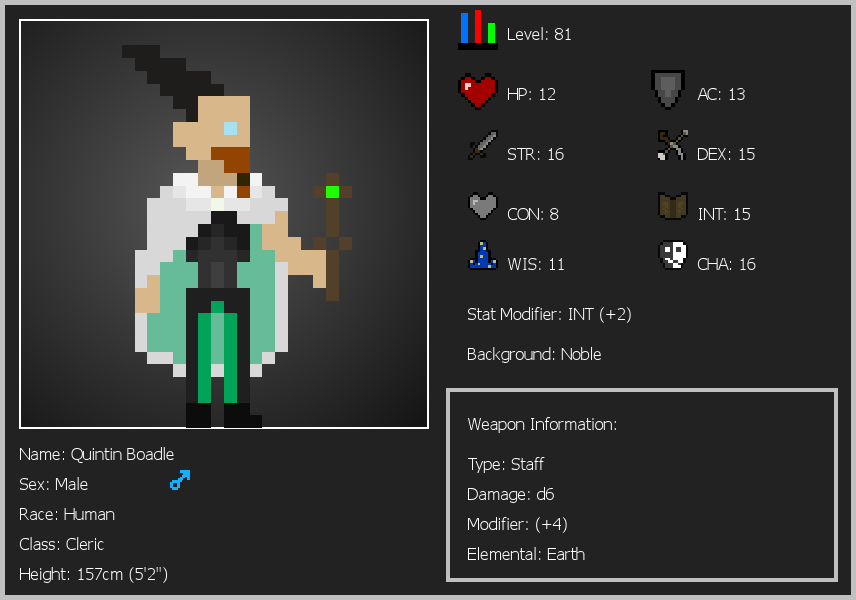 Level: 81
HP: 12
AC: 13
STR: 16
DEX: 15
CON: 8
INT: 15
WIS: 11
CHA: 16
Stat Modifier: INT (+2)
Background: Noble
Weapon Information:
Type: Staff
Damage: d6
Modifier: (+4)
Elemental: Earth
Name: Quintin Boadle
Sex: Male
Race: Human
Class: Cleric
Height: 157cm (5'2")